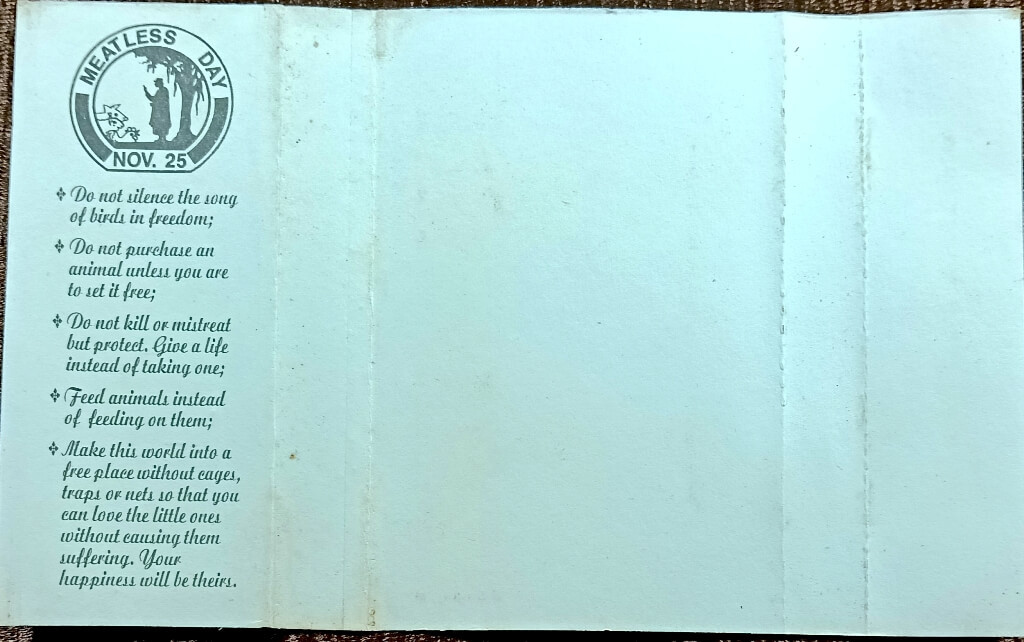 MEATLESS DAY
NOV. 25
❖ Do not silence the song
of birds in freedom;
❖ Do not purchase an
animal unless you are
to set it free;
❖ Do not kill or mistreat
but protect. Give a life
instead of taking one;
❖ Feed animals instead
of feeding on them;
❖ Make this world into a
free place without cages,
traps or nets so that you
can love the little ones
without causing them
suffering. Your
happiness will be theirs.